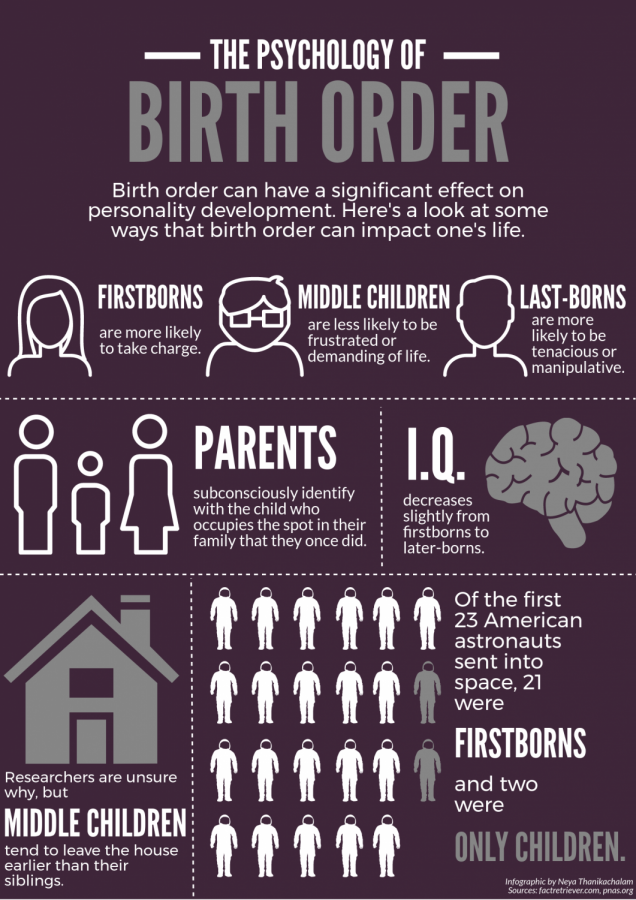 THE PSYCHOLOGY OF
BIRTH ORDER
Birth order can have a significant effect on
personality development. Here's a look at some
ways that birth order can impact one's life.
FIRSTBORNS
are more likely
to take charge.
MIDDLE CHILDREN
are less likely to be
frustrated or
demanding of life.
LAST-BORNS
are more
likely to be
tenacious or
manipulative.
PARENTS
subconsciously identify
with the child who
occupies the spot in their
family that they once did.
I.Q.
decreases
slightly from
firstborns to
later-borns.
Researchers are unsure
why, but
MIDDLE CHILDREN
tend to leave the house
earlier than their
siblings.
Of the first
23 American
astronauts
sent into
space, 21
were
FIRSTBORNS
and two
were
ONLY CHILDREN.
Infographic by Neya Thanikachalam
Sources: factretriever.com, pnas.org